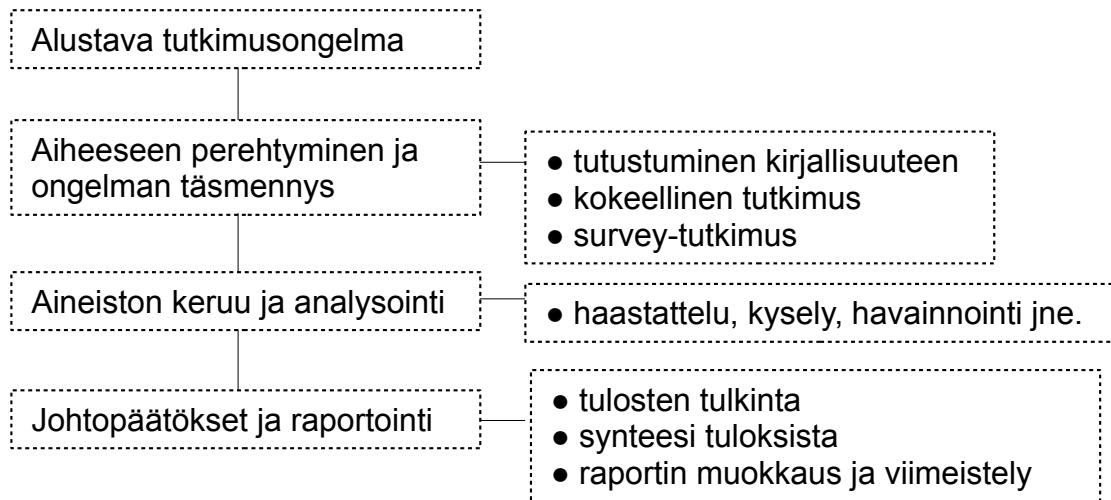 Alustava tutkimusongelma
Aiheeseen perehtyminen ja
ongelman täsmennys
● tutustuminen kirjallisuuteen
● kokeellinen tutkimus
● survey-tutkimus
Aineiston keruu ja analysointi
● haastattelu, kysely, havainnointi jne.
Johtopäätökset ja raportointi
● tulosten tulkinta
● synteesi tuloksista
● raportin muokkaus ja viimeistely